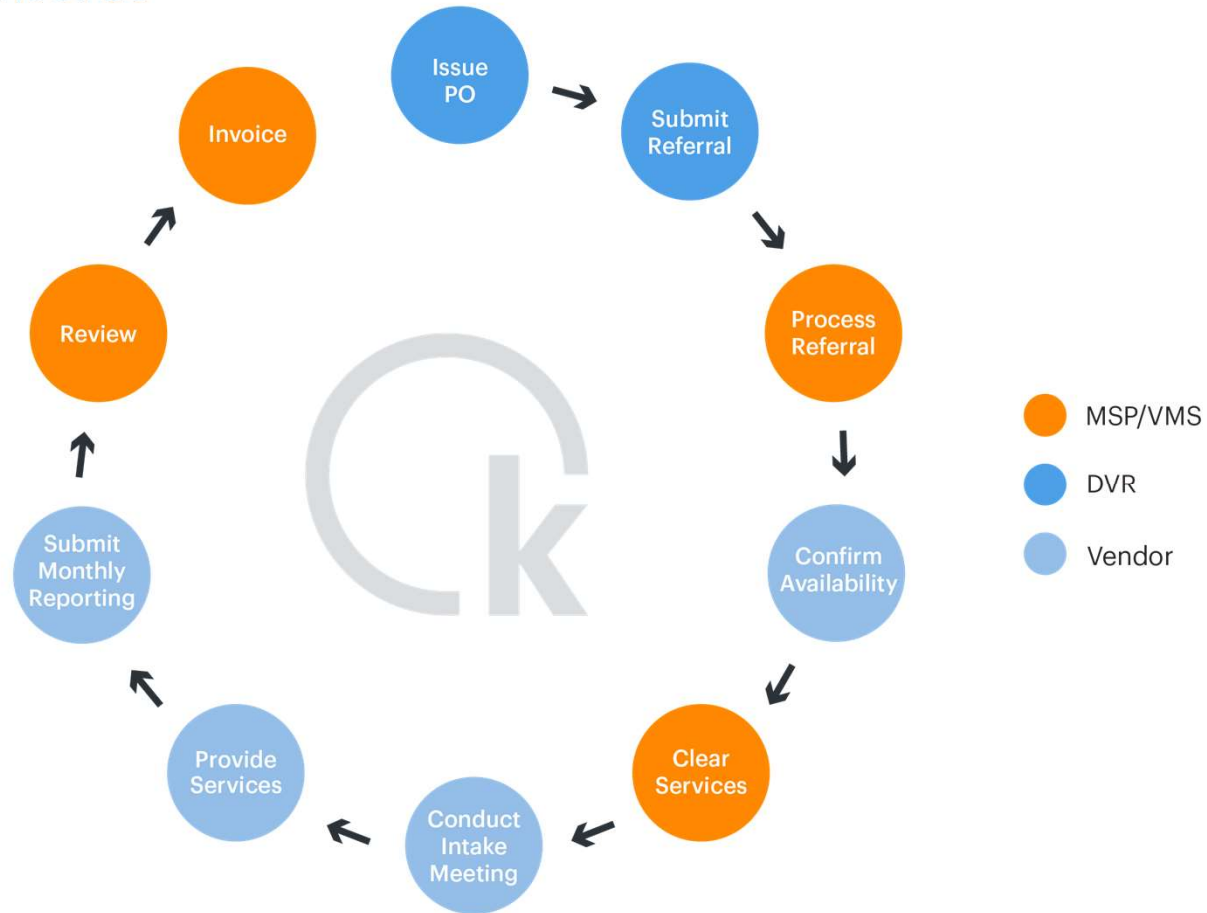 Issue
PO
Submit
Referral
Process
Referral
Confirm
Availability
Clear
Services
Conduct
Intake
Meeting
Provide
Services
Submit
Monthly
Reporting
Review
Invoice
k
MSP/VMS
DVR
Vendor